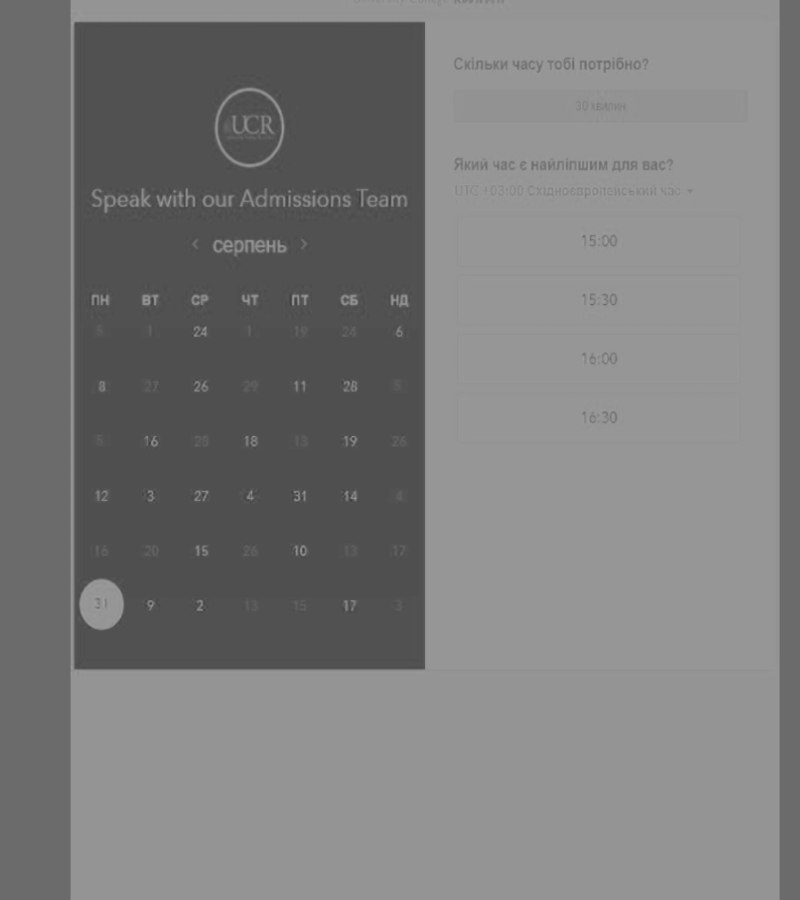 UCR
Speak with our Admissions Team
< серпень >
ПН ВТ СР ЧТ ПТ СБ НД
5 1 24 1 19 24 6
8 27 26 29 11 28 5
16 20 18 13 19 26
12 3 27 4 31 14 4
16 20 15 26 10 13 17
31 9 2 13 15 17 3
Скільки часу тобі потрібно?
30 хвилин
Який час є найліпшим для вас?
UTC +03:00 Східноєвропейський час
15:00
15:30
16:00
16:30